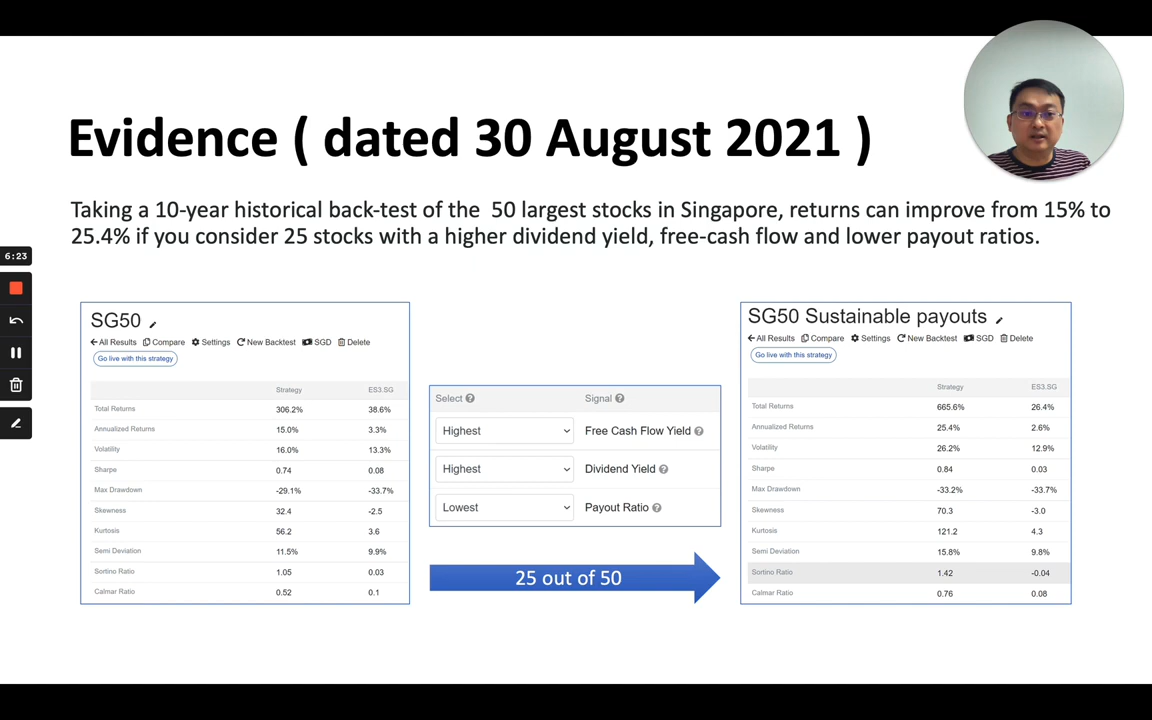 Evidence ( dated 30 August 2021 )
Taking a 10-year historical back-test of the 50 largest stocks in Singapore, returns can improve from 15% to
25.4% if you consider 25 stocks with a higher dividend yield, free-cash flow and lower payout ratios.
6:23
SG50
All Results Compare Settings New Backtest SGD Delete
Go live with this strategy
Strategy ES3.SG
Total Returns 306.2% 38.6%
Annualized Returns 15.0% 3.3%
Volatility 16.0% 13.3%
Sharpe 0.74 0.08
Max Drawdown -29.1% -33.7%
Skewness 32.4 -2.5
Kurtosis 56.2 3.6
Semi Deviation 11.5% 9.9%
Sortino Ratio 1.05 0.03
Calmar Ratio 0.52 0.1
Select Signal
Highest Free Cash Flow Yield
Highest Dividend Yield
Lowest Payout Ratio
25 out of 50
SG50 Sustainable payouts
All Results Compare Settings New Backtest SGD Delete
Go live with this strategy
Strategy ES3.SG
Total Returns 665.6% 26.4%
Annualized Returns 25.4% 2.6%
Volatility 26.2% 12.9%
Sharpe 0.84 0.03
Max Drawdown -33.2% -33.7%
Skewness 70.3 -3.0
Kurtosis 121.2 4.3
Semi Deviation 15.8% 9.8%
Sortino Ratio 1.42 -0.04
Calmar Ratio 0.76 0.08